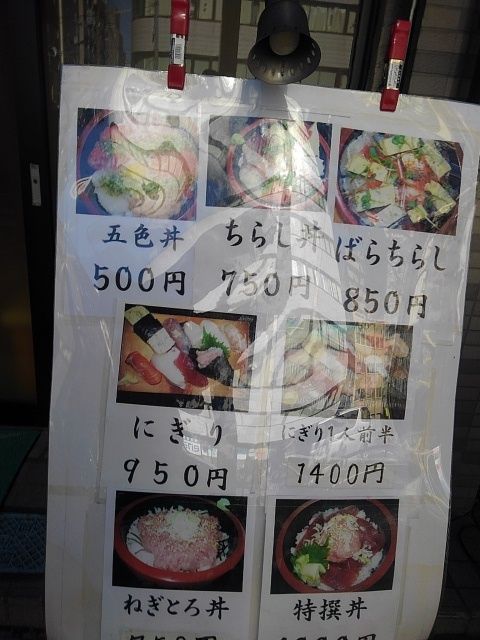 五色丼
500円
ちらし丼
750円
ばらちらし
850円
にぎり
950円
にぎり1人前半
1400円
ねぎとろ丼
特撰丼